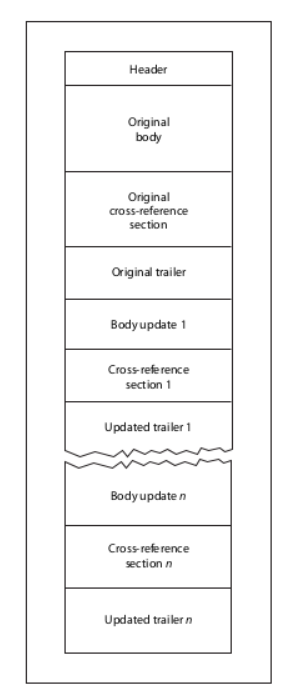 Header
Original
body
Original
cross-reference
section
Original trailer
Body update 1
Cross-reference
section 1
Updated trailer 1
Body update n
Cross-reference
section n
Updated trailer n